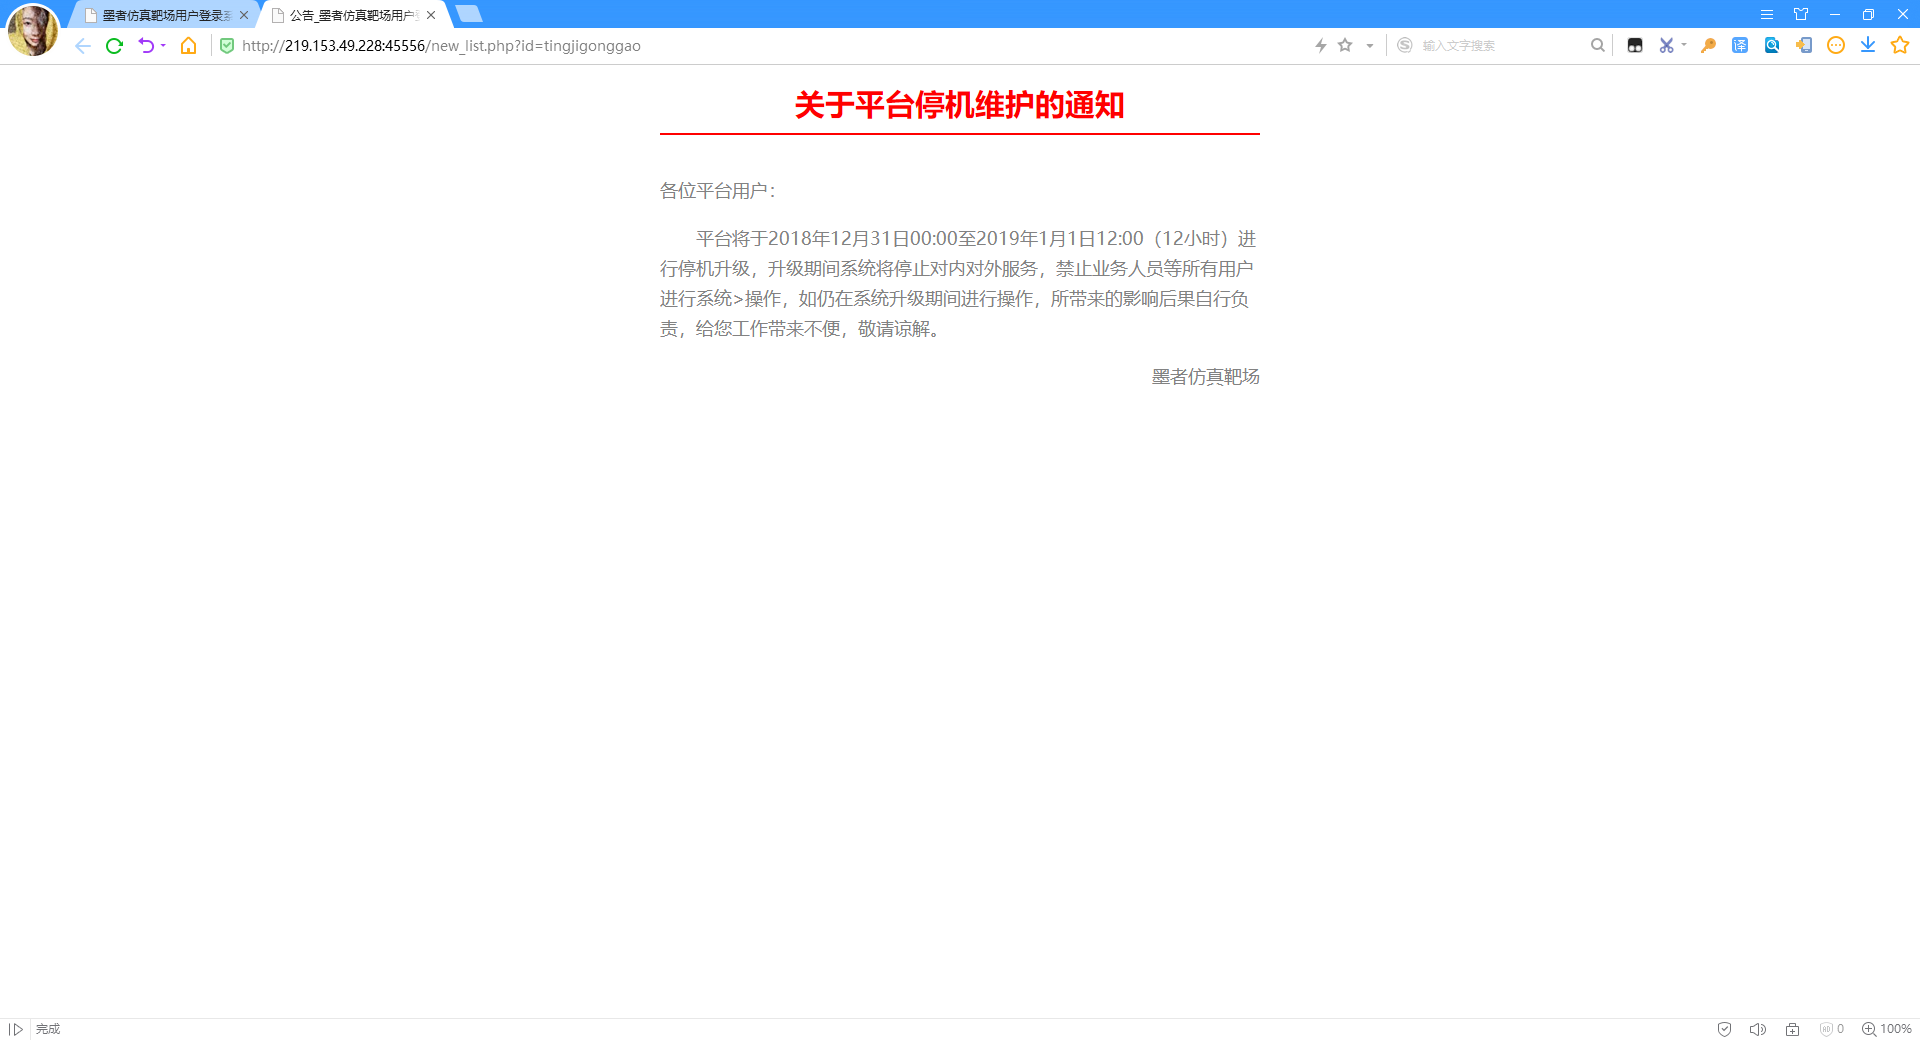 墨者仿真靶场用户登录系
公告_墨者仿真靶场用户登
http://219.153.49.228:45556/new_list.php?id=tingjigonggao
输入文字搜索
译
关于平台停机维护的通知
各位平台用户：
平台将于2018年12月31日00:00至2019年1月1日12:00（12小时）进
行停机升级，升级期间系统将停止对内对外服务，禁止业务人员等所有用户
进行系统>操作，如仍在系统升级期间进行操作，所带来的影响后果自行负
责，给您工作带来不便，敬请谅解。
墨者仿真靶场
完成
0
100%